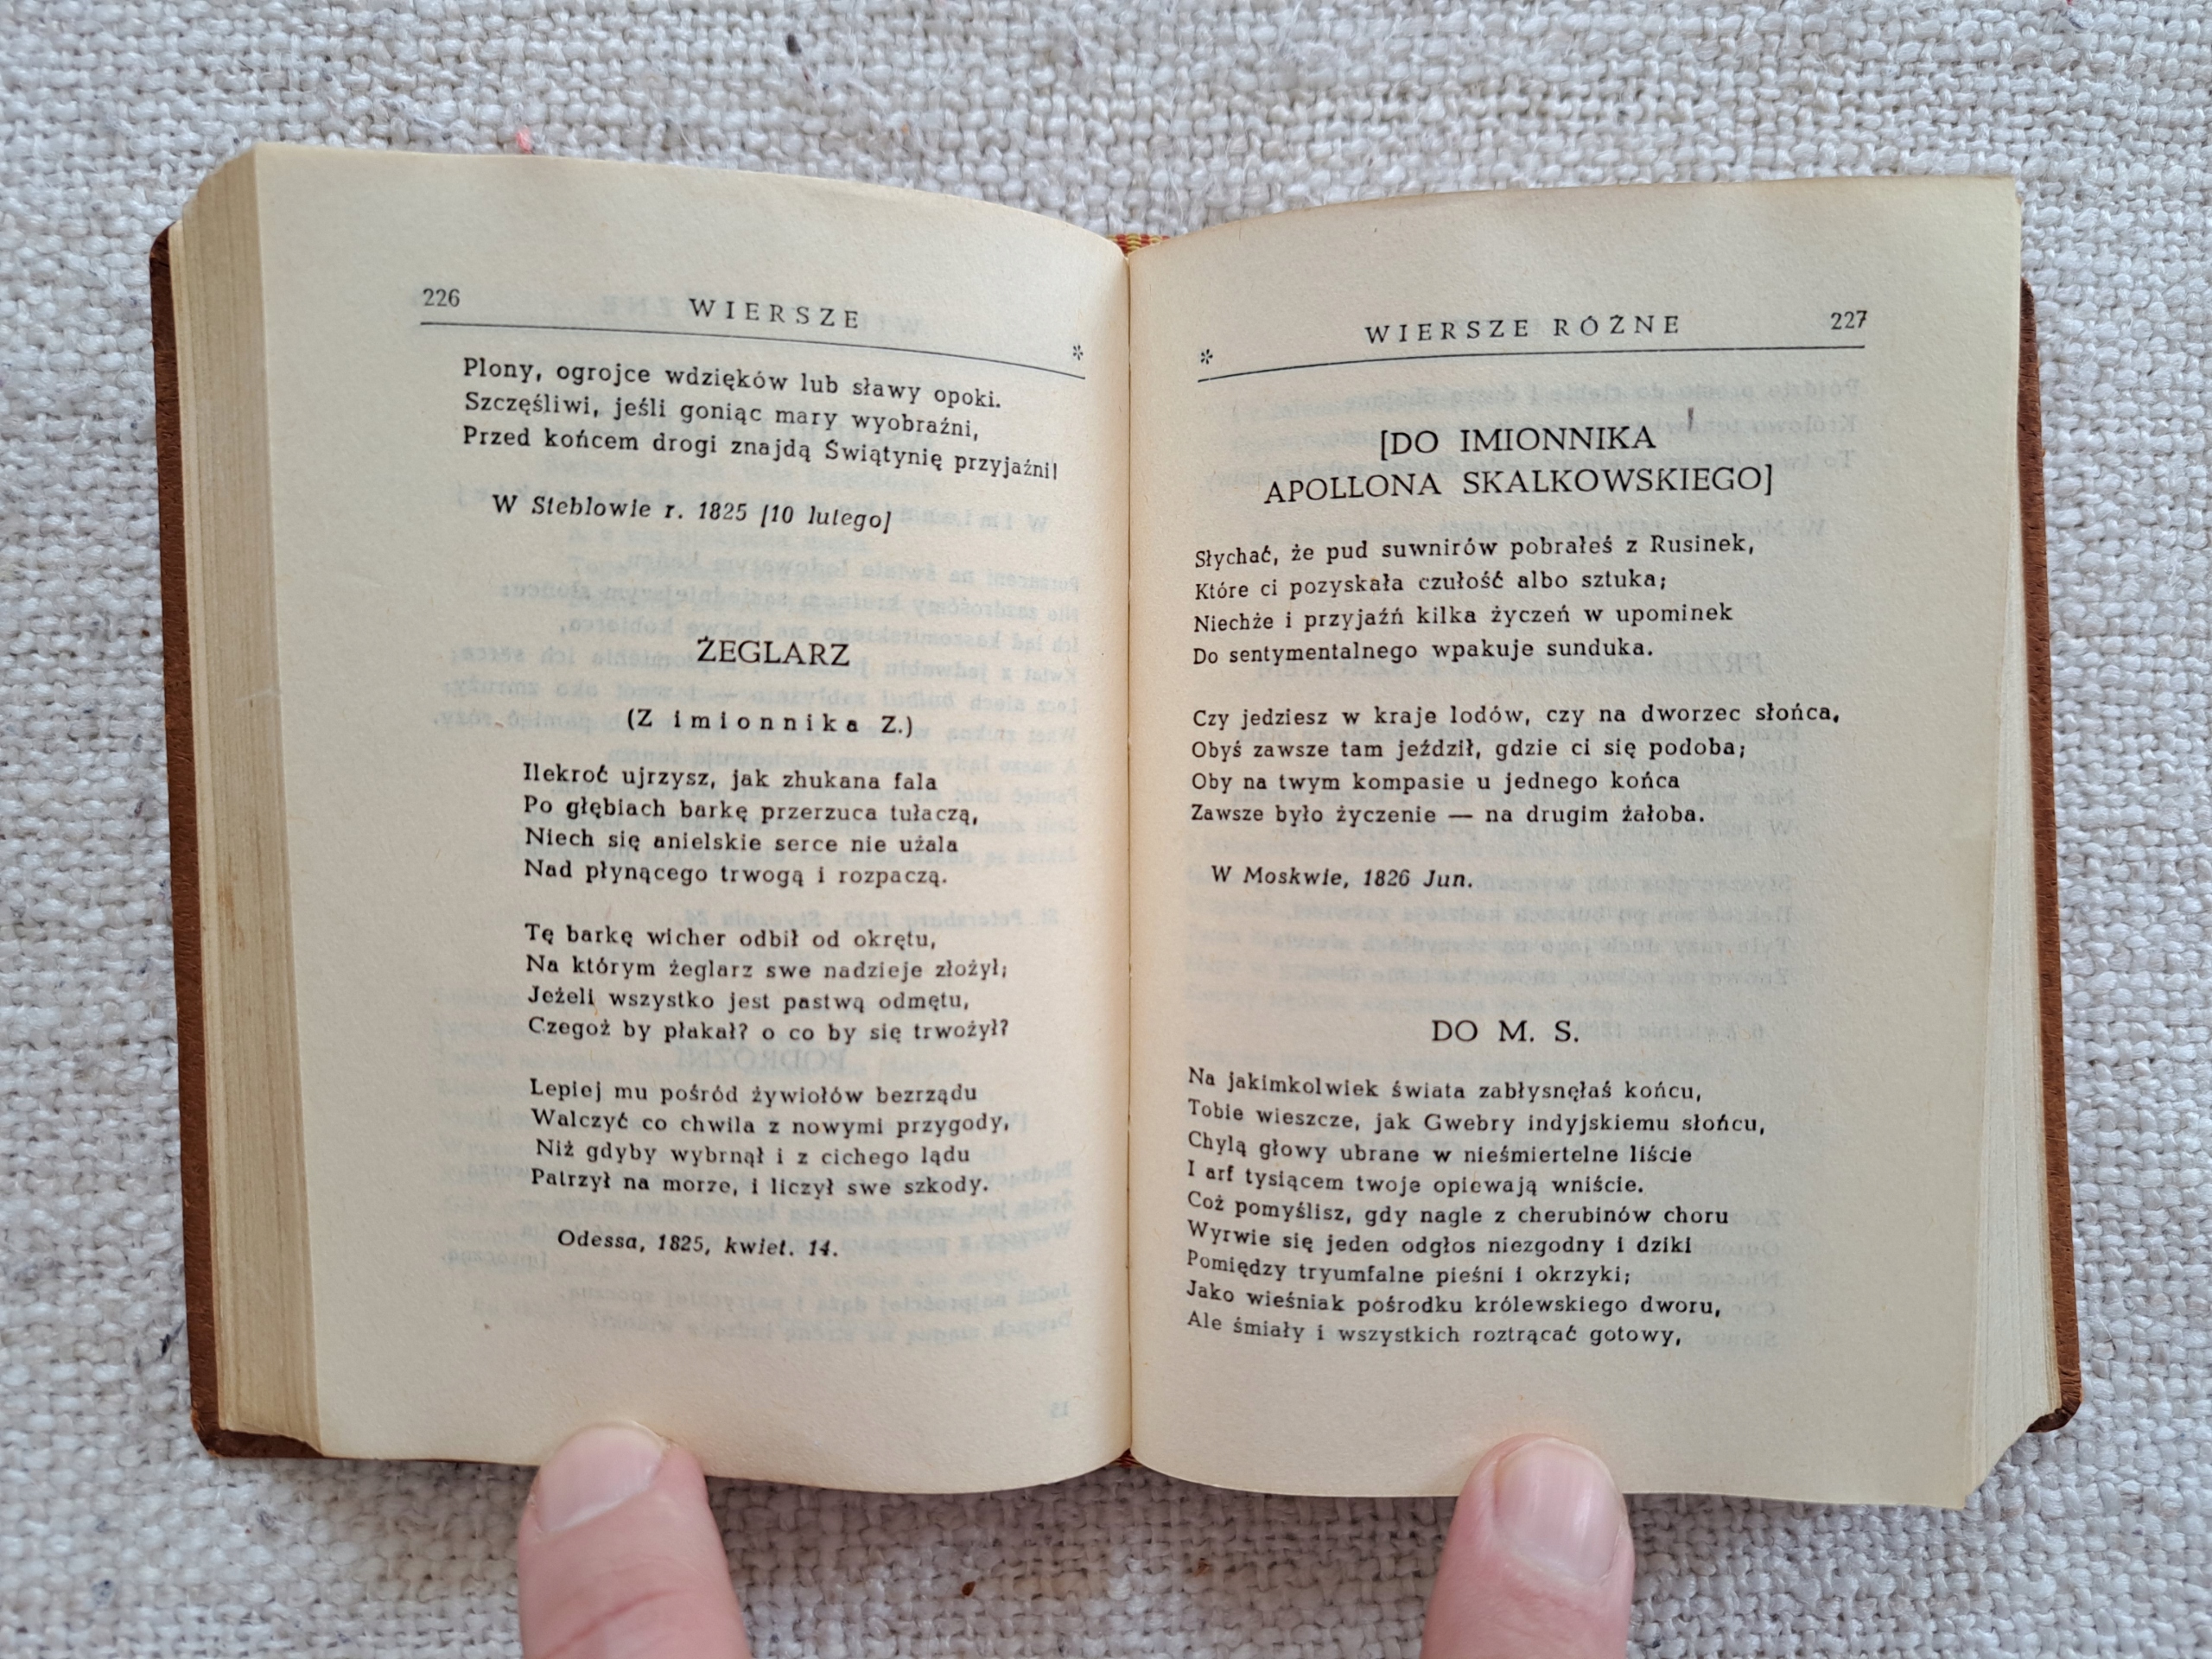 226
WIERSZE
*
Plony, ogrojce wdzięków lub sławy opoki.
Szczęśliwi, jeśli goniąc mary wyobraźni,
Przed końcem drogi znajdą Świątynię przyjaźni!
W Steblowie r. 1825 [10 lutego]
ŻEGLARZ
(Z imionnika Z.)
Ilekroć ujrzysz, jak zhukana fala
Po głębiach barkę przerzuca tułaczą,
Niech się anielskie serce nie użala
Nad płynącego trwogą i rozpaczą.
Tę barkę wicher odbił od okrętu,
Na którym żeglarz swe nadzieje złożył;
Jeżeli wszystko jest pastwą odmętu,
Czegoż by płakał? o co by się trwożył?
Lepiej mu pośród żywiołów bezrządu
Walczyć co chwila z nowymi przygody,
Niż gdyby wybrnął i z cichego lądu
Patrzył na morze, i liczył swe szkody.
Odessa, 1825, kwiet. 14.
WIERSZE RÓŻNE
227
*
[DO IMIONNIKA
APOLLONA SKALKOWSKIEGO]
Słychać, że pud suwnirów pobrałeś z Rusinek,
Które ci pozyskała czułość albo sztuka;
Niechże i przyjaźń kilka życzeń w upominek
Do sentymentalnego wpakuje sunduka.
Czy jedziesz w kraje lodów, czy na dworzec słońca,
Obyś zawsze tam jeździł, gdzie ci się podoba;
Oby na twym kompasie u jednego końca
Zawsze było życzenie — na drugim żałoba.
W Moskwie, 1826 Jun.
DO M. S.
Na jakimkolwiek świata zabłysnęłaś końcu,
Tobie wieszcze, jak Gwebry indyjskiemu słońcu,
Chylą głowy ubrane w nieśmiertelne liście
I arf tysiącem twoje opiewają wniście.
Coż pomyślisz, gdy nagle z cherubinów choru
Wyrwie się jeden odgłos niezgodny i dziki
Pomiędzy tryumfalne pieśni i okrzyki;
Jako wieśniak pośrodku królewskiego dworu,
Ale śmiały i wszystkich roztrącać gotowy,